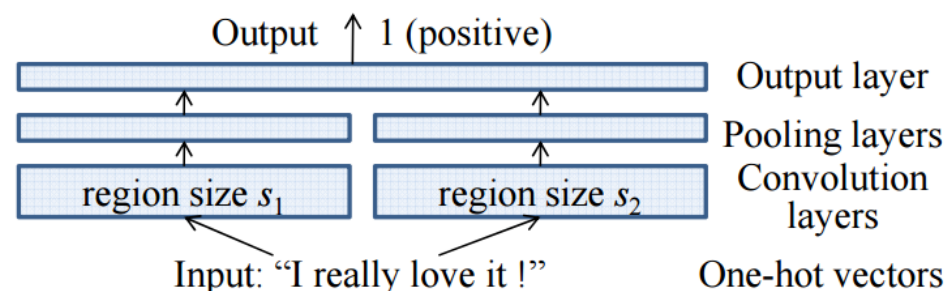 Output 1 (positive)
Output layer
Pooling layers
region size s1 region size s2 Convolution
layers
Input: “I really love it !” One-hot vectors